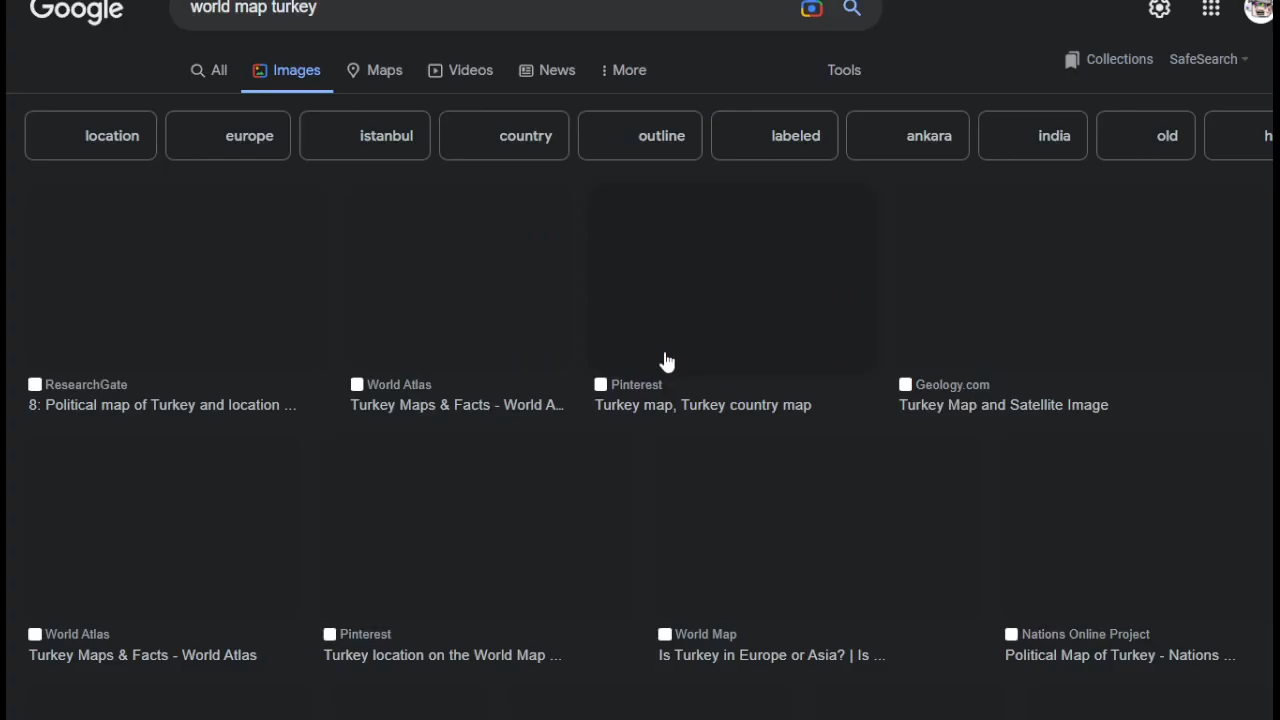 Google
world map turkey
All Images Maps Videos News More Tools Collections SafeSearch
location europe istanbul country outline labeled ankara india old h
ResearchGate World Atlas Pinterest Geology.com
8: Political map of Turkey and location ... Turkey Maps & Facts - World A... Turkey map, Turkey country map Turkey Map and Satellite Image
World Atlas Pinterest World Map Nations Online Project
Turkey Maps & Facts - World Atlas Turkey location on the World Map ... Is Turkey in Europe or Asia? | Is ... Political Map of Turkey - Nations ...